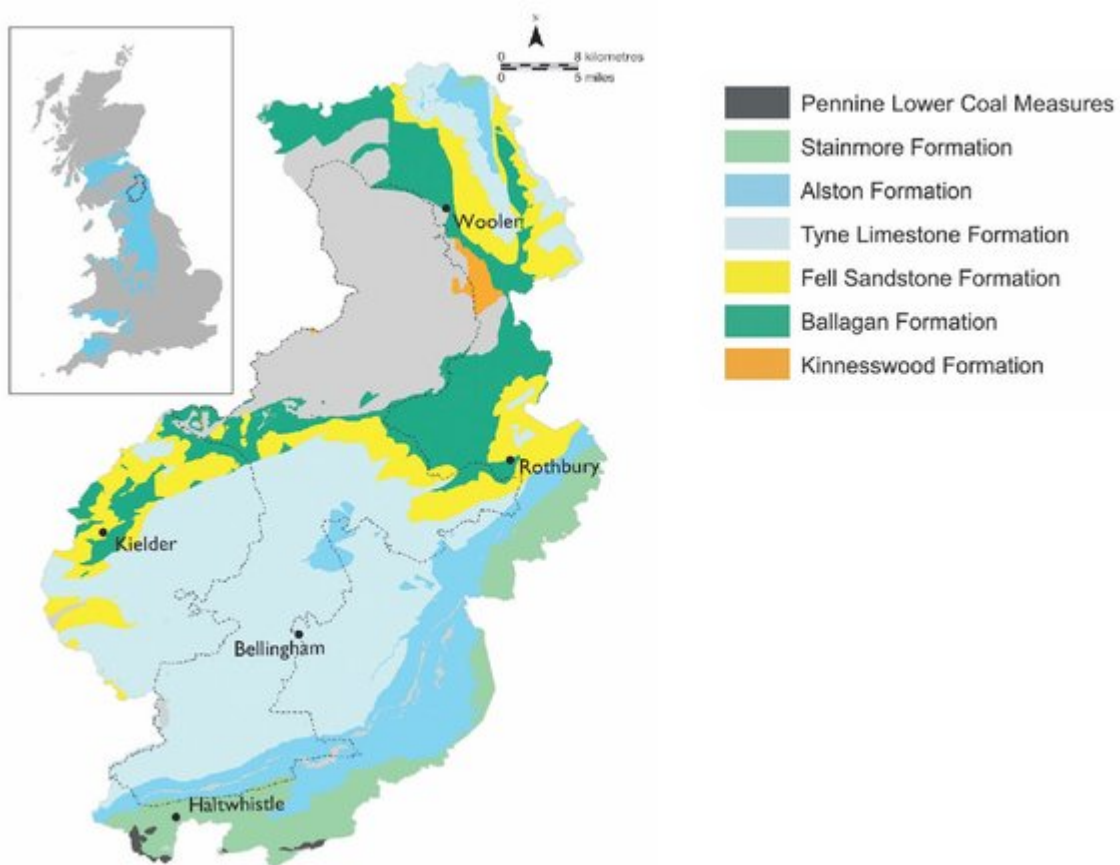 N
0 8 kilometres
0 5 miles
Wooler
Rothbury
Kielder
Bellingham
Haltwhistle
Pennine Lower Coal Measures
Stainmore Formation
Alston Formation
Tyne Limestone Formation
Fell Sandstone Formation
Ballagan Formation
Kinnesswood Formation